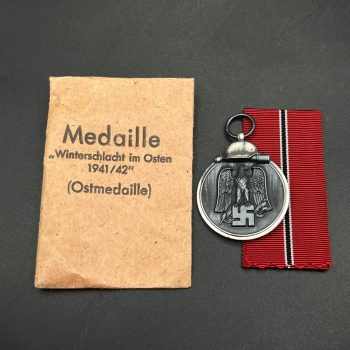 Medaille
„Winterschlacht im Osten
1941/42"
(Ostmedaille)